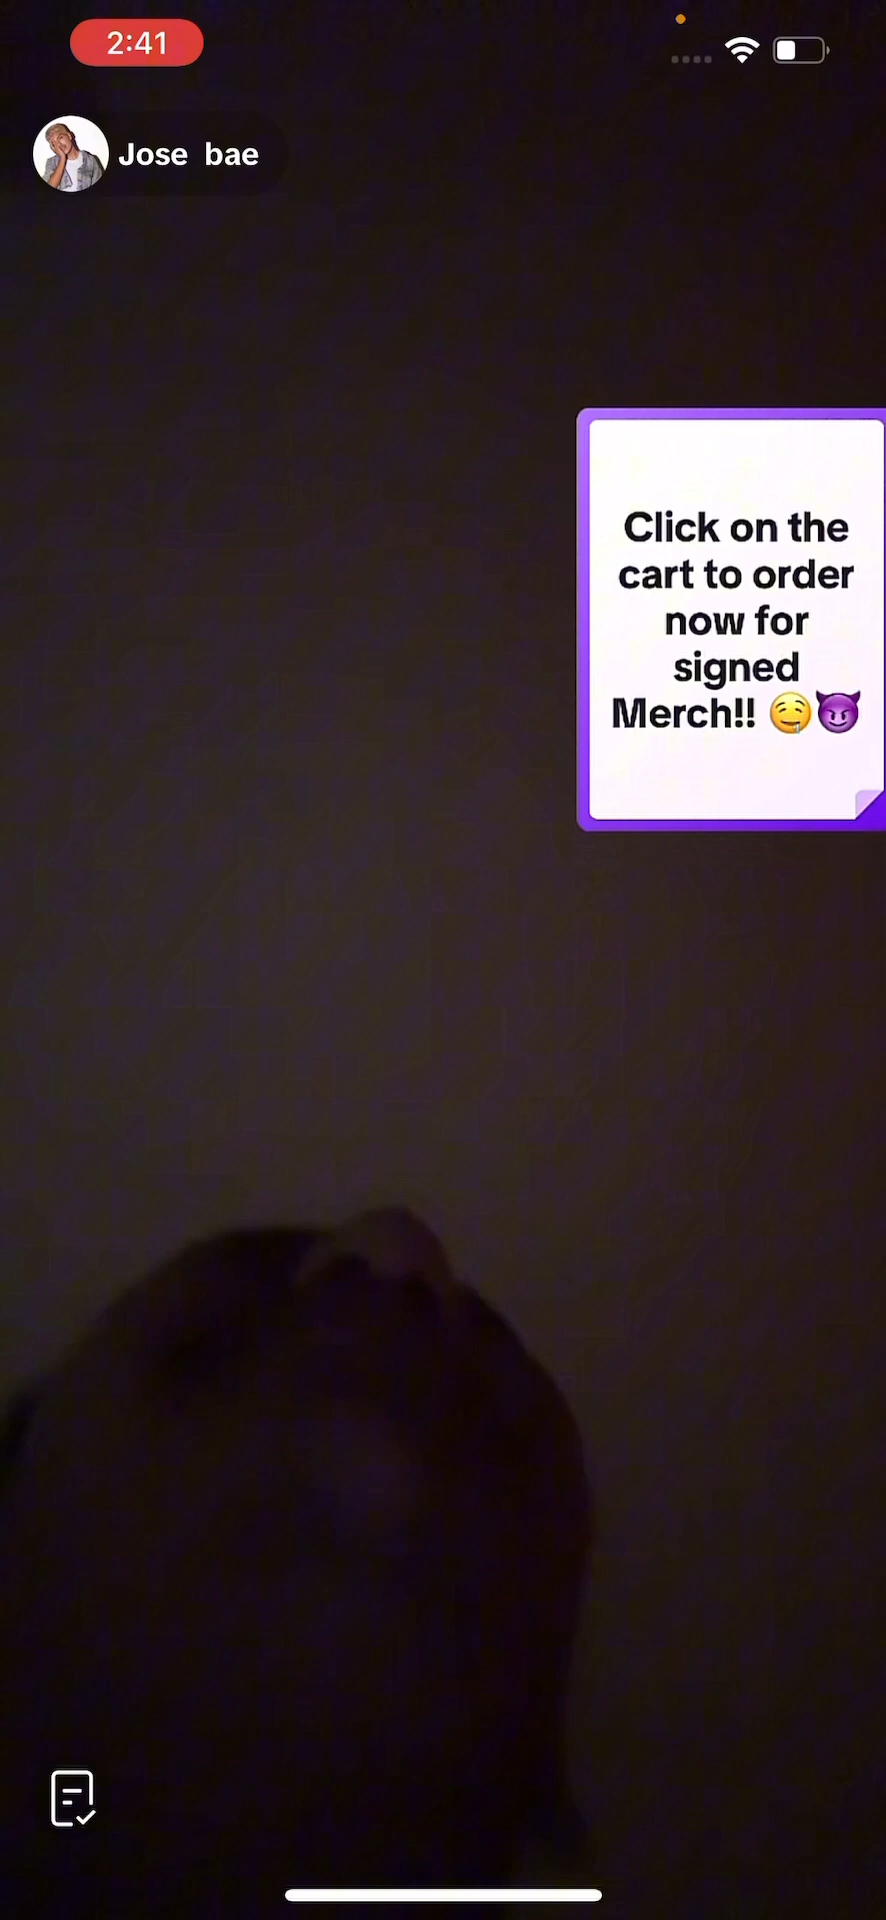 2:41
Jose bae
Click on the
cart to order
now for
signed
Merch!! 🤤😈